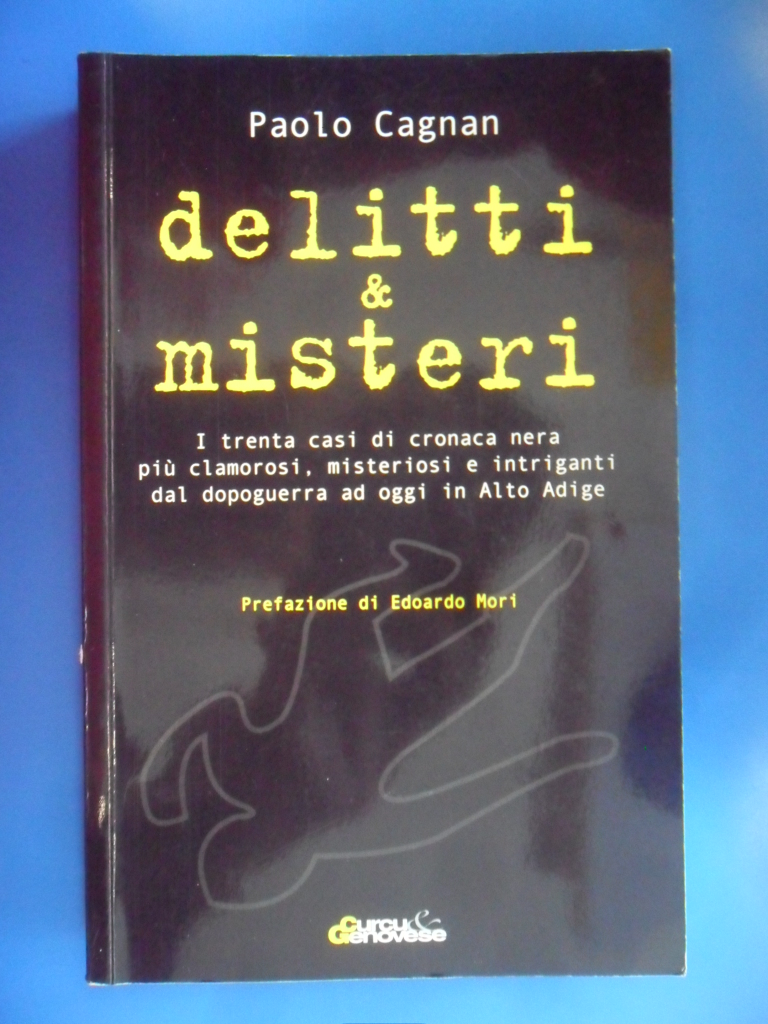 Paolo Cagnan
delitti
&
misteri
I trenta casi di cronaca nera
più clamorosi, misteriosi e intriganti
dal dopoguerra ad oggi in Alto Adige
Prefazione di Edoardo Mori
Curcu &
Genovese